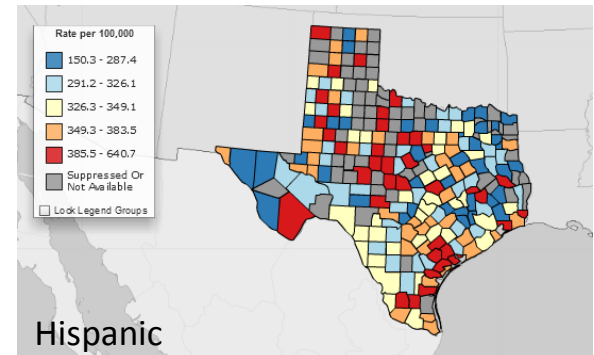 Rate per 100,000
150.3 - 287.4
291.2 - 326.1
326.3 - 349.1
349.3 - 383.5
385.5 - 640.7
Suppressed Or
Not Available
Lock Legend Groups
Hispanic